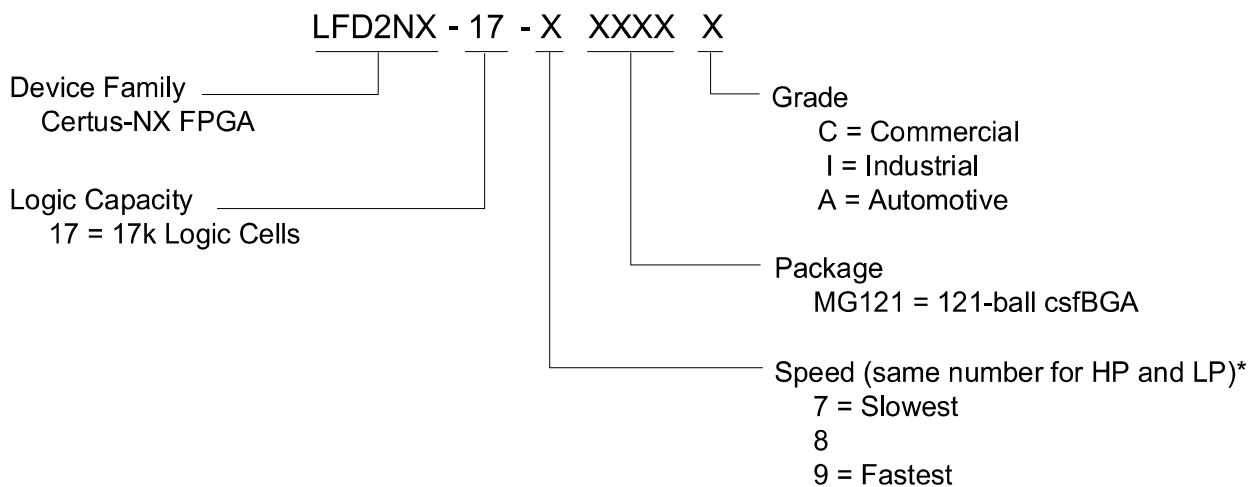 LFD2NX - 17 - X XXXX X
Device Family
Certus-NX FPGA
Logic Capacity
17 = 17k Logic Cells
Grade
C = Commercial
I = Industrial
A = Automotive
Package
MG121 = 121-ball csfBGA
Speed (same number for HP and LP)*
7 = Slowest
8
9 = Fastest